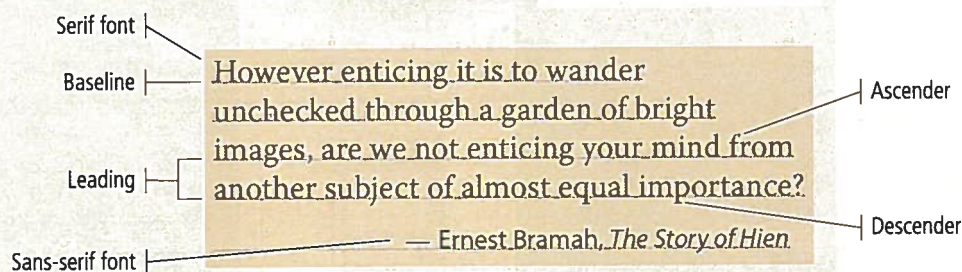 Serif font
Baseline
Leading
Sans-serif font
However enticing it is to wander
unchecked through a garden of bright
images, are we not enticing your mind from
another subject of almost equal importance?
— Ernest Bramah, The Story of Hien
Ascender
Descender